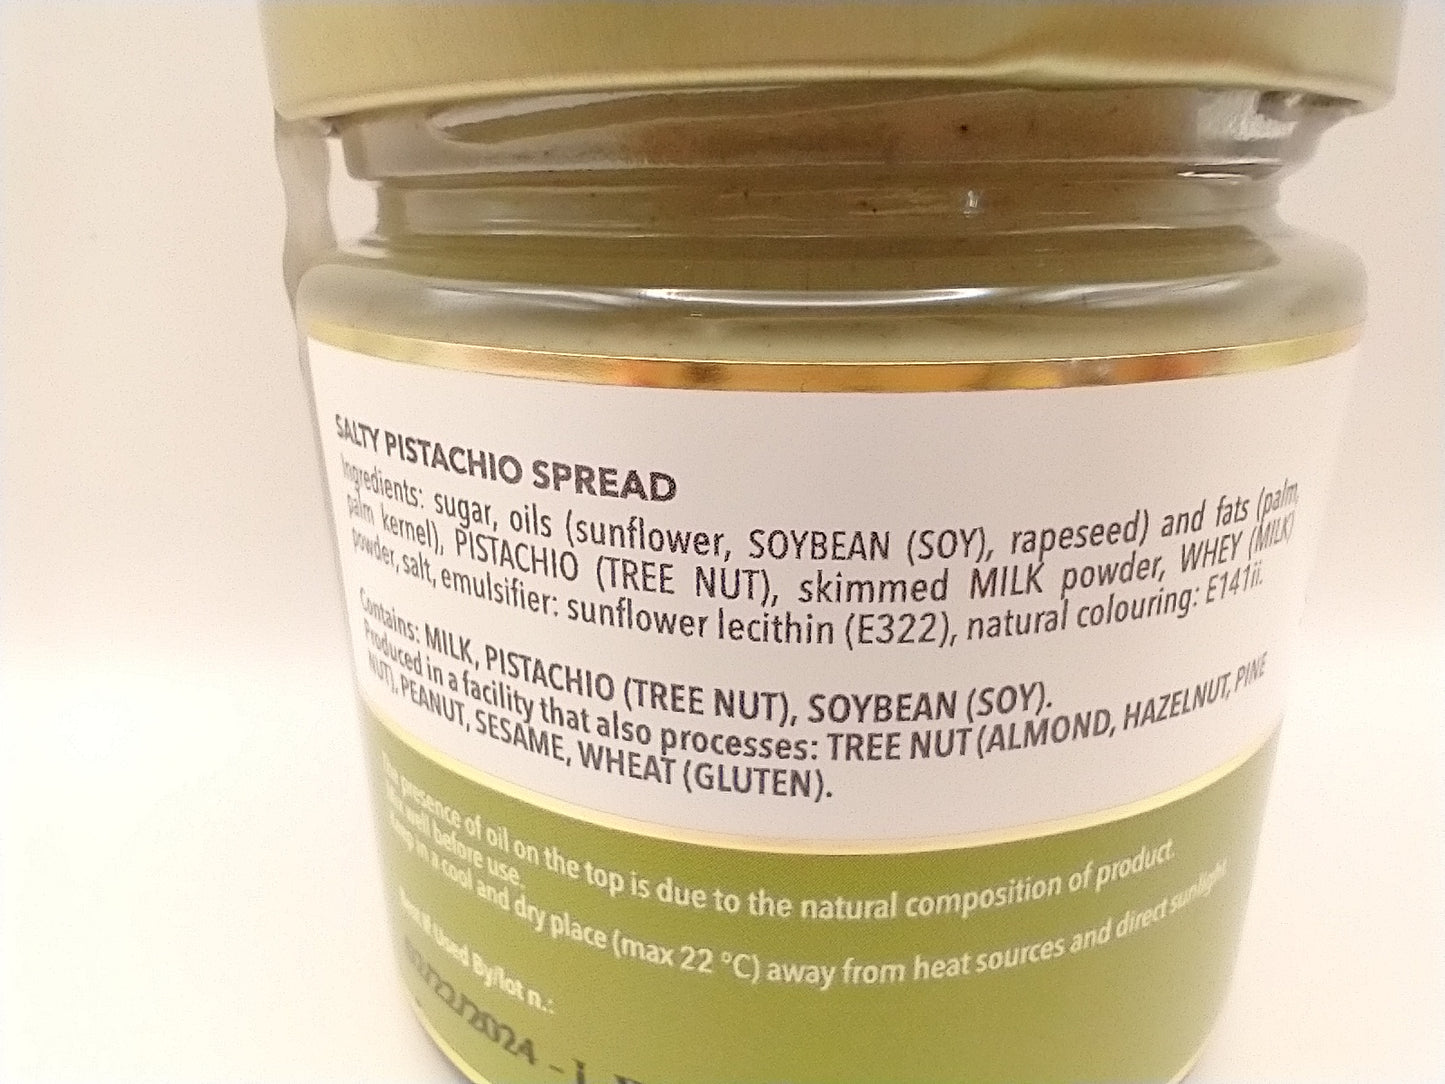 SALTY PISTACHIO SPREAD
Ingredients: sugar, oils (sunflower, SOYBEAN (SOY), rapeseed) and fats (palm,
palm kernel), PISTACHIO (TREE NUT), skimmed MILK powder, WHEY (MILK)
powder, salt, emulsifier: sunflower lecithin (E322), natural colouring: E141ii.
Contains: MILK, PISTACHIO (TREE NUT), SOYBEAN (SOY).
Produced in a facility that also processes: TREE NUT (ALMOND, HAZELNUT, PINE
NUT), PEANUT, SESAME, WHEAT (GLUTEN).
The presence of oil on the top is due to the natural composition of product.
well before use.
Keep in a cool and dry place (max 22 °C) away from heat sources and direct sunlight
Best If Used By/lot n.: